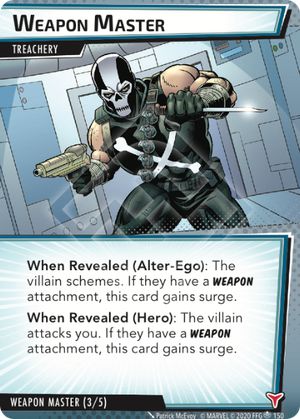 WEAPON MASTER
TREACHERY
When Revealed (Alter-Ego): The
villain schemes. If they have a WEAPON
attachment, this card gains surge.
When Revealed (Hero): The villain
attacks you. If they have a WEAPON
attachment, this card gains surge.
WEAPON MASTER (3/5)
Patrick McEvoy © MARVEL © 2020 FFG 150